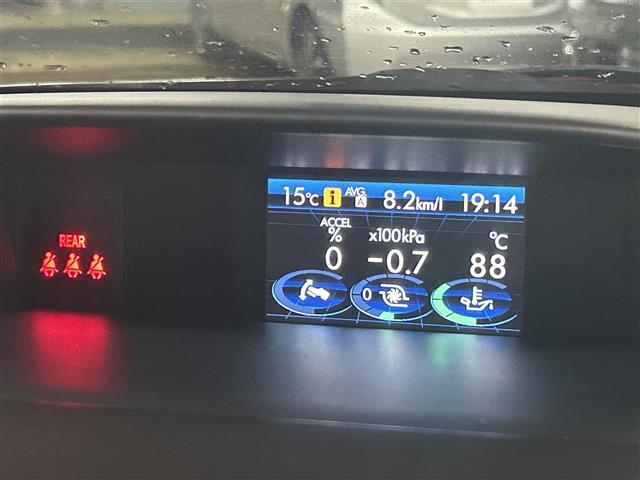 15℃ i AVG. A 8.2km/l 19:14
REAR
ACCEL
% x100kPa ℃
0 -0.7 88
0